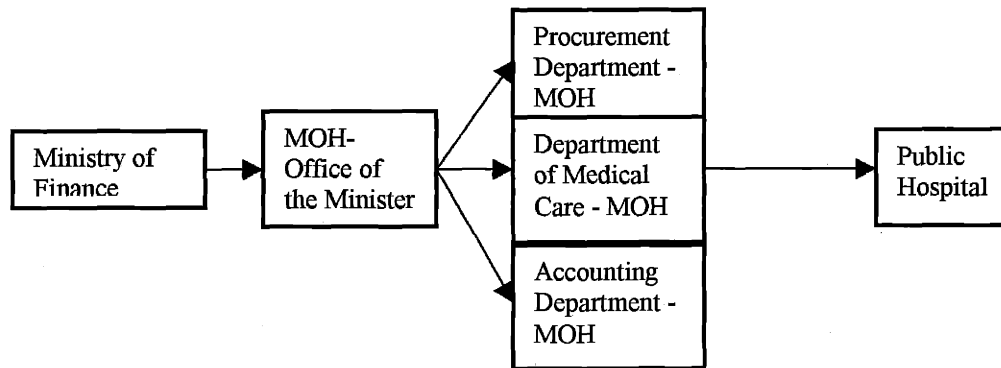 Ministry of
Finance
MOH-
Office of
the Minister
Procurement
Department -
MOH
Department
of Medical
Care - MOH
Accounting
Department -
MOH
Public
Hospital